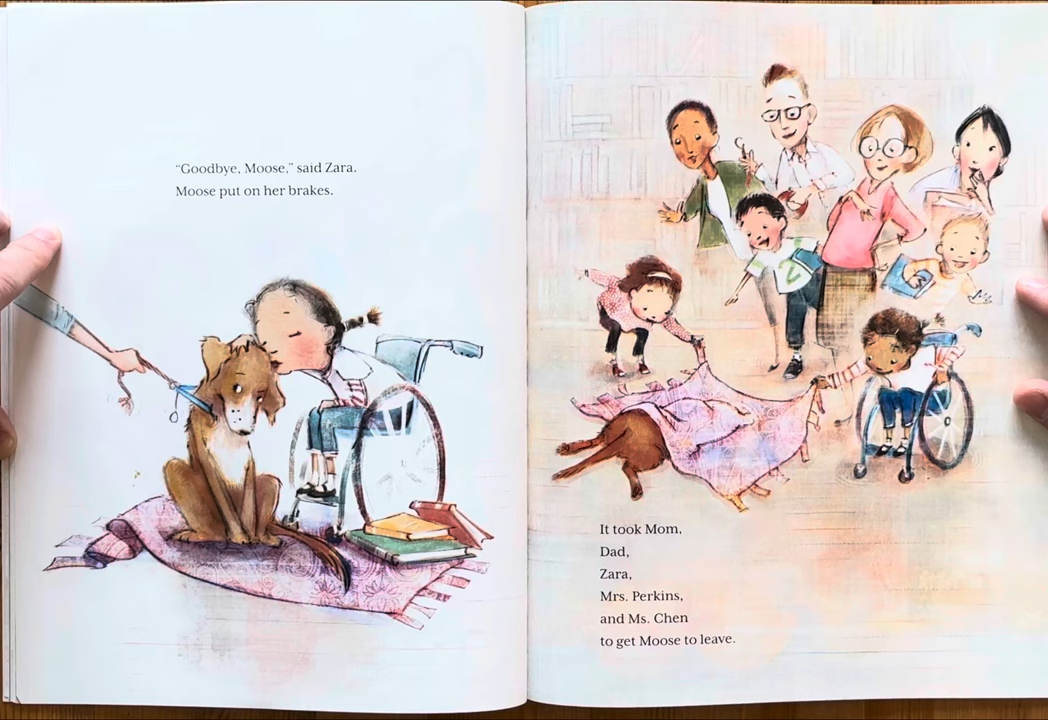 “Goodbye, Moose,” said Zara.
Moose put on her brakes.
It took Mom,
Dad,
Zara,
Mrs. Perkins,
and Ms. Chen
to get Moose to leave.